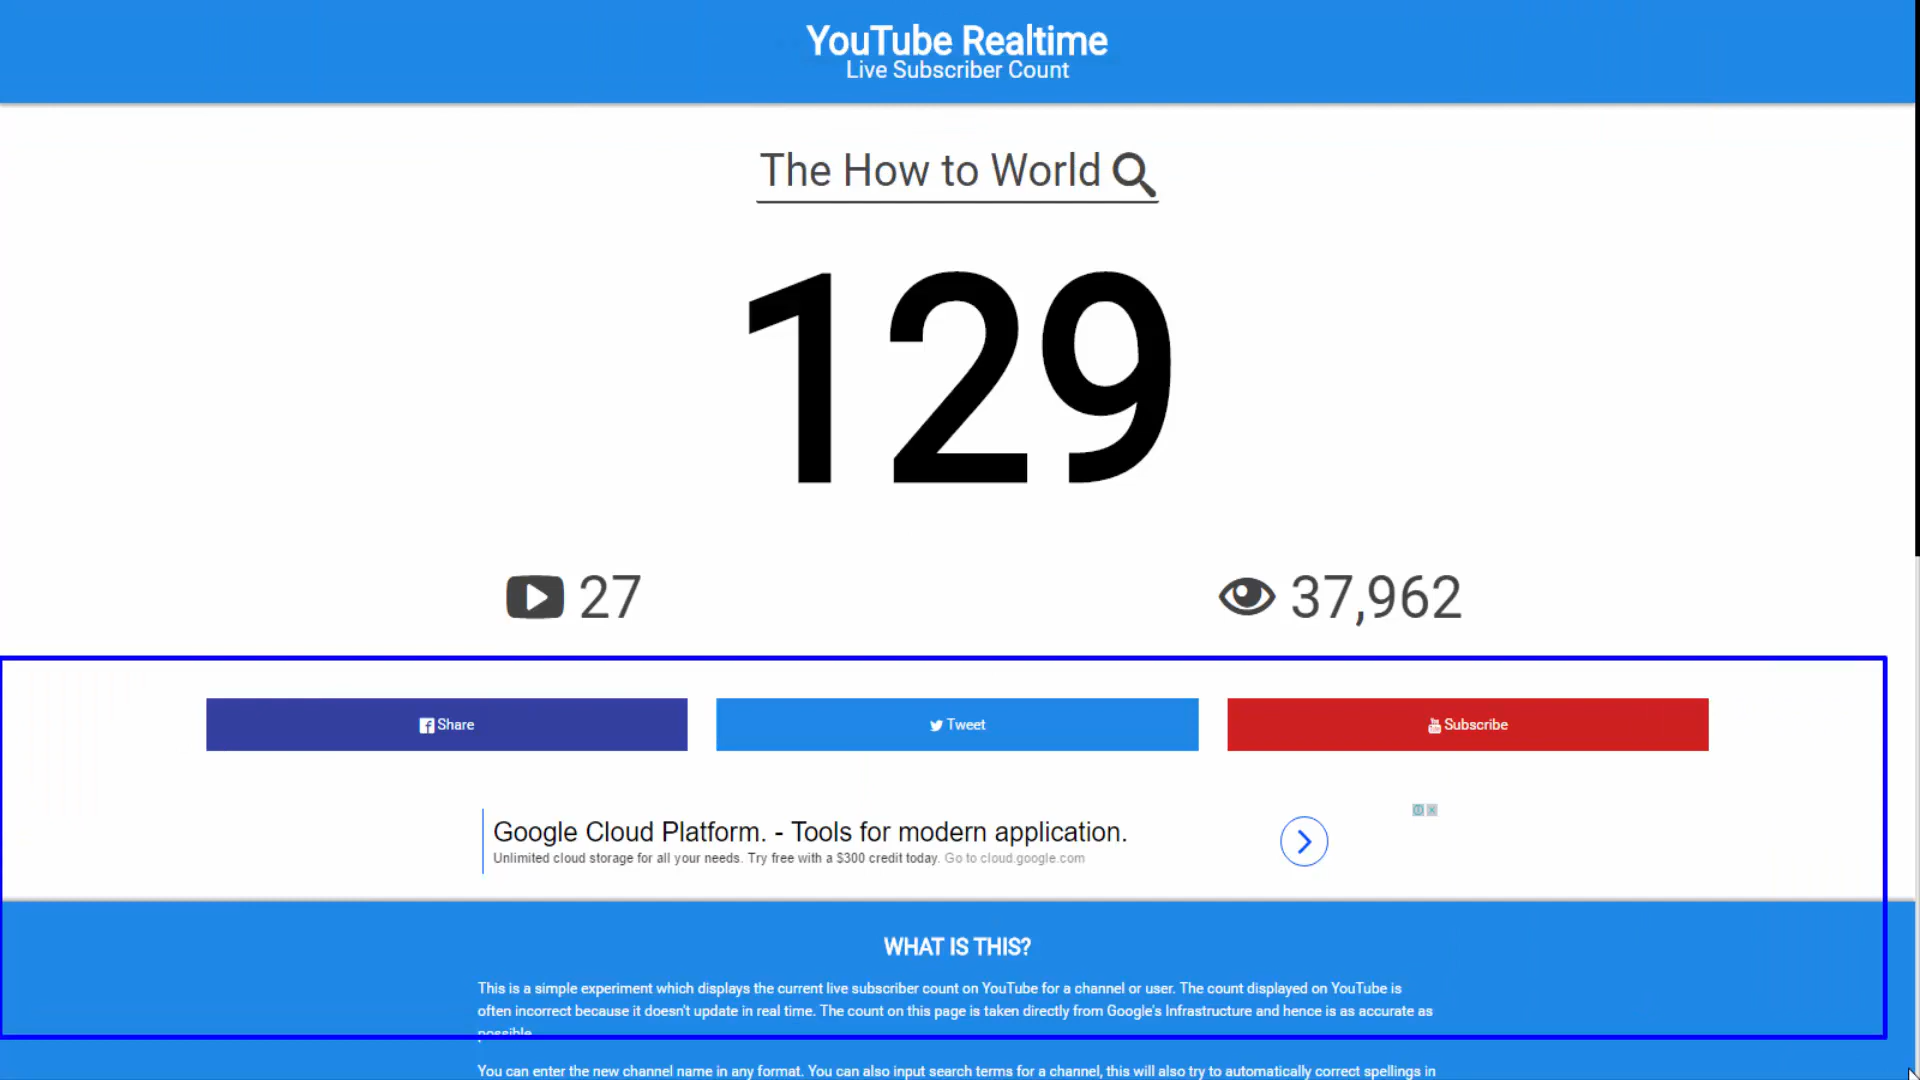 YouTube Realtime
Live Subscriber Count
The How to World
129
27
37,962
Share
Tweet
Subscribe
Google Cloud Platform. - Tools for modern application.
Unlimited cloud storage for all your needs. Try free with a $300 credit today. Go to cloud.google.com
WHAT IS THIS?
This is a simple experiment which displays the current live subscriber count on YouTube for a channel or user. The count displayed on YouTube is
often incorrect because it doesn't update in real time. The count on this page is taken directly from Google's Infrastructure and hence is as accurate as
possible.
You can enter the new channel name in any format. You can also input search terms for a channel, this will also try to automatically correct spellings in